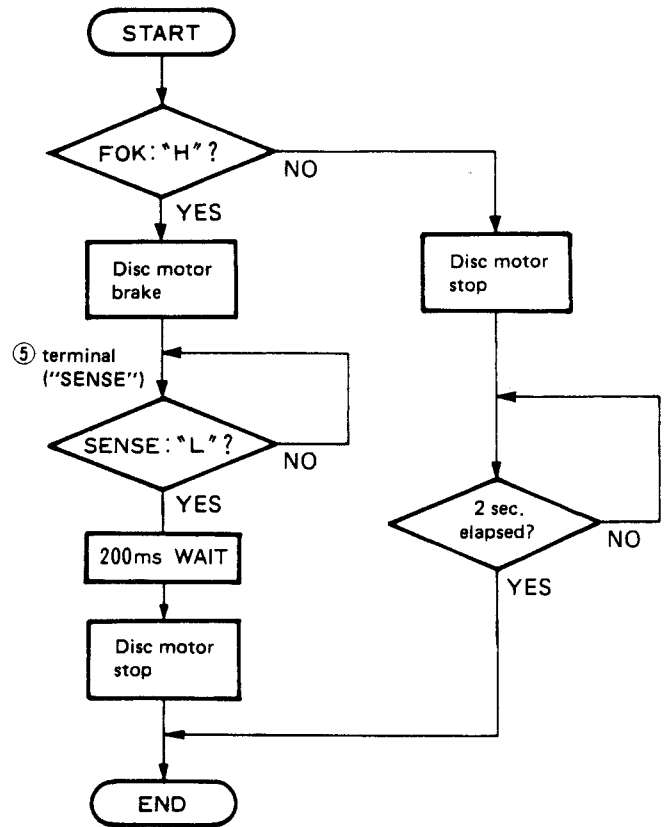 START
FOK: "H"?
NO
YES
Disc motor
brake
Disc motor
stop
⑤ terminal
("SENSE")
SENSE: "L"?
NO
YES
2 sec.
elapsed?
NO
YES
200ms WAIT
Disc motor
stop
END